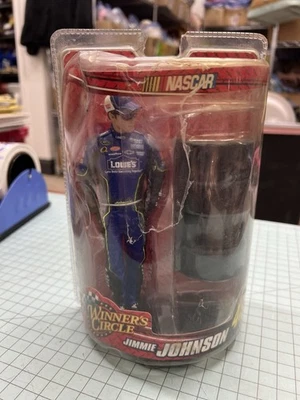 NASCAR
LOWE'S
WINNER'S
CIRCLE
JIMMIE JOHNSON